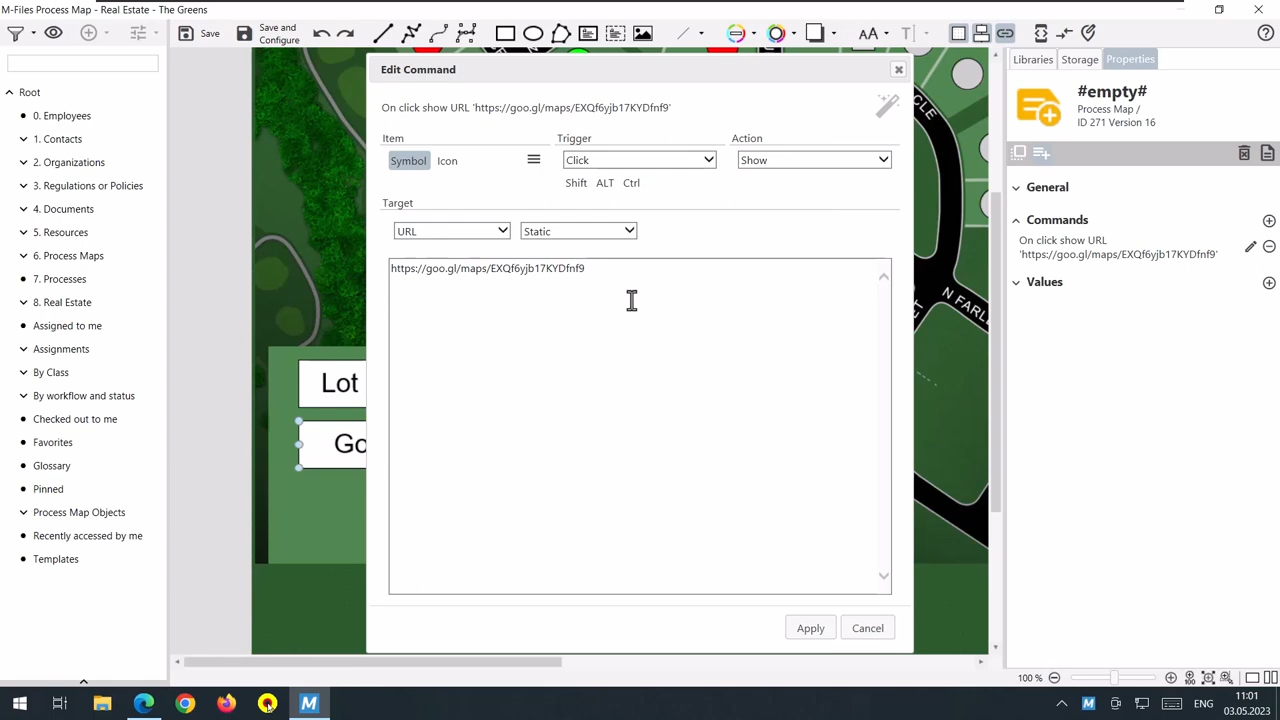 M-Files Process Map - Real Estate - The Greens
Save
Save and
Configure
AA
T
Root
0. Employees
1. Contacts
2. Organizations
3. Regulations or Policies
4. Documents
5. Resources
6. Process Maps
7. Processes
8. Real Estate
Assigned to me
Assignments
By Class
By workflow and status
Checked out to me
Favorites
Glossary
Pinned
Process Map Objects
Recently accessed by me
Templates
Lot
Go
N FARL
Edit Command
On click show URL 'https://goo.gl/maps/EXQf6yjb17KYDfnf9'
Item
Trigger
Action
Symbol
Icon
Click
Show
Shift
ALT
Ctrl
Target
URL
Static
https://goo.gl/maps/EXQf6yjb17KYDfnf9
Apply
Cancel
Libraries
Storage
Properties
#empty#
Process Map /
ID 271 Version 16
General
Commands
On click show URL
'https://goo.gl/maps/EXQf6yjb17KYDfnf9'
Values
100 %
M
M
ENG
11:01
03.05.2023